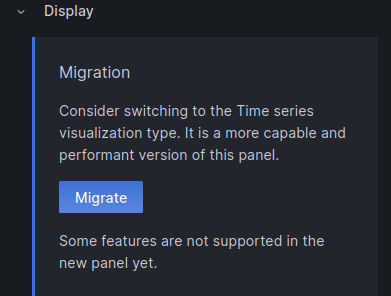 Display
Migration
Consider switching to the Time series
visualization type. It is a more capable and
performant version of this panel.
Migrate
Some features are not supported in the
new panel yet.